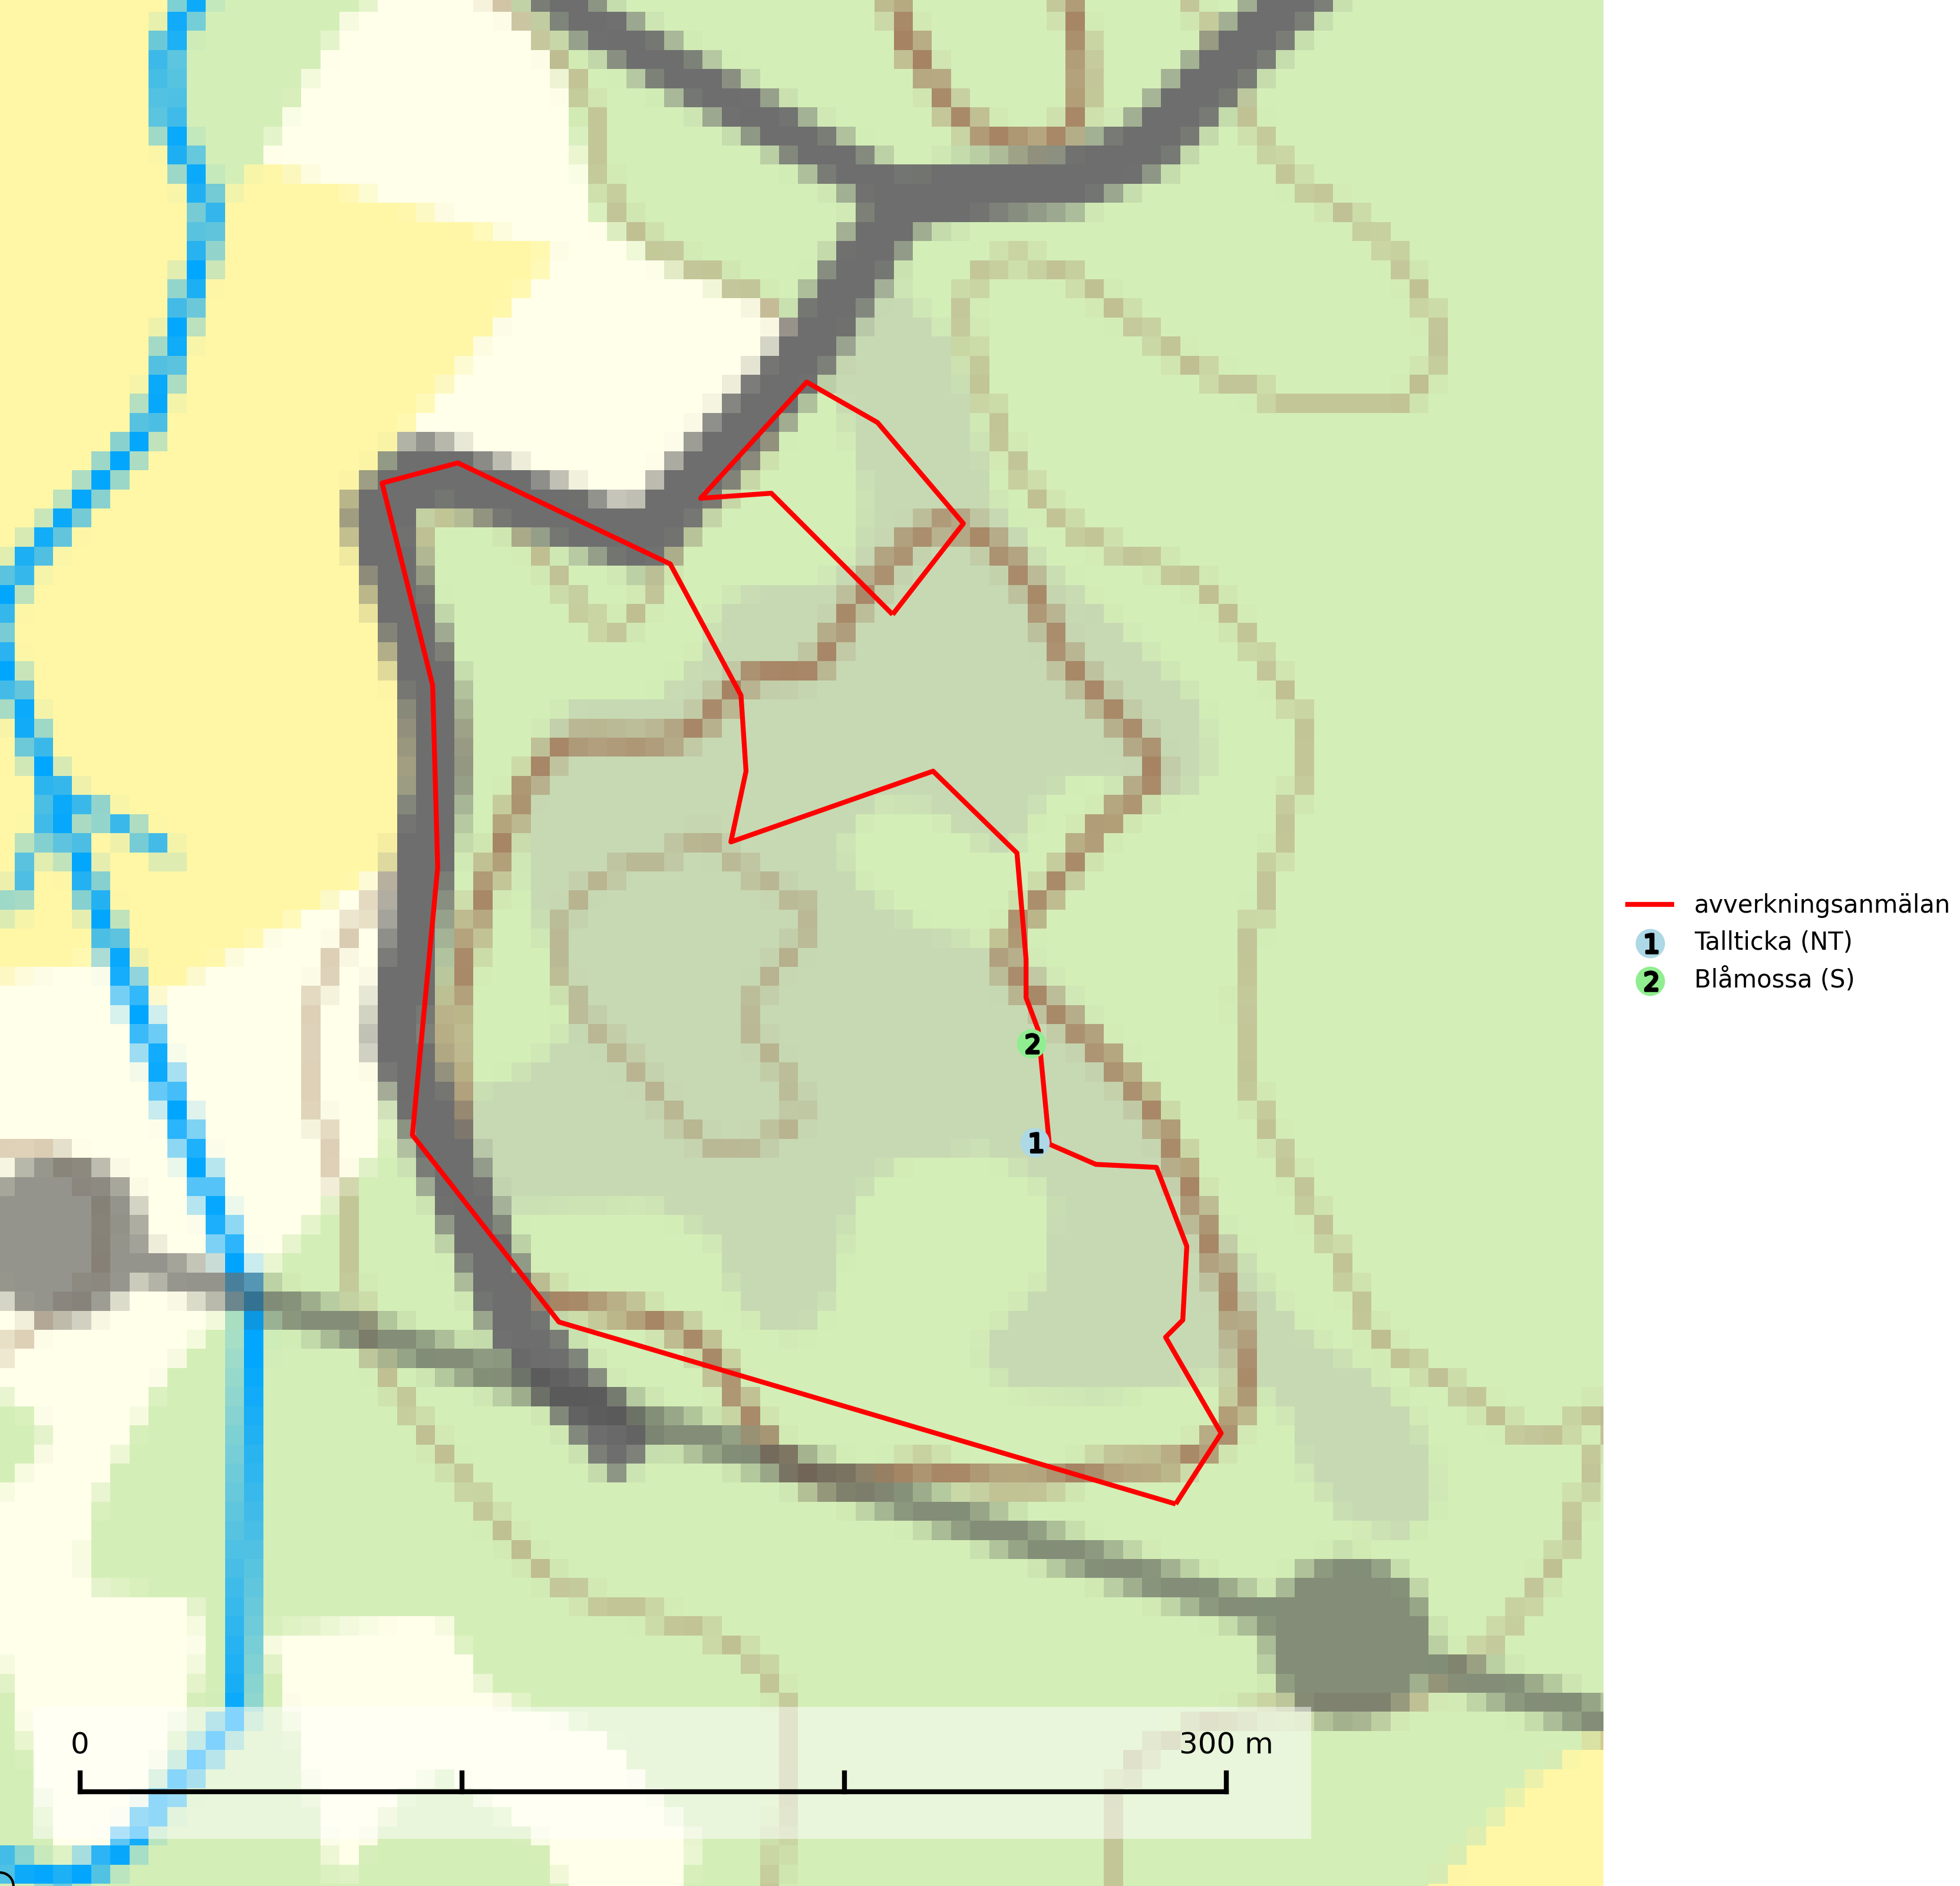 2
1
avverkningsanmälan
1 Tallticka (NT)
2 Blåmossa (S)
0 300 m